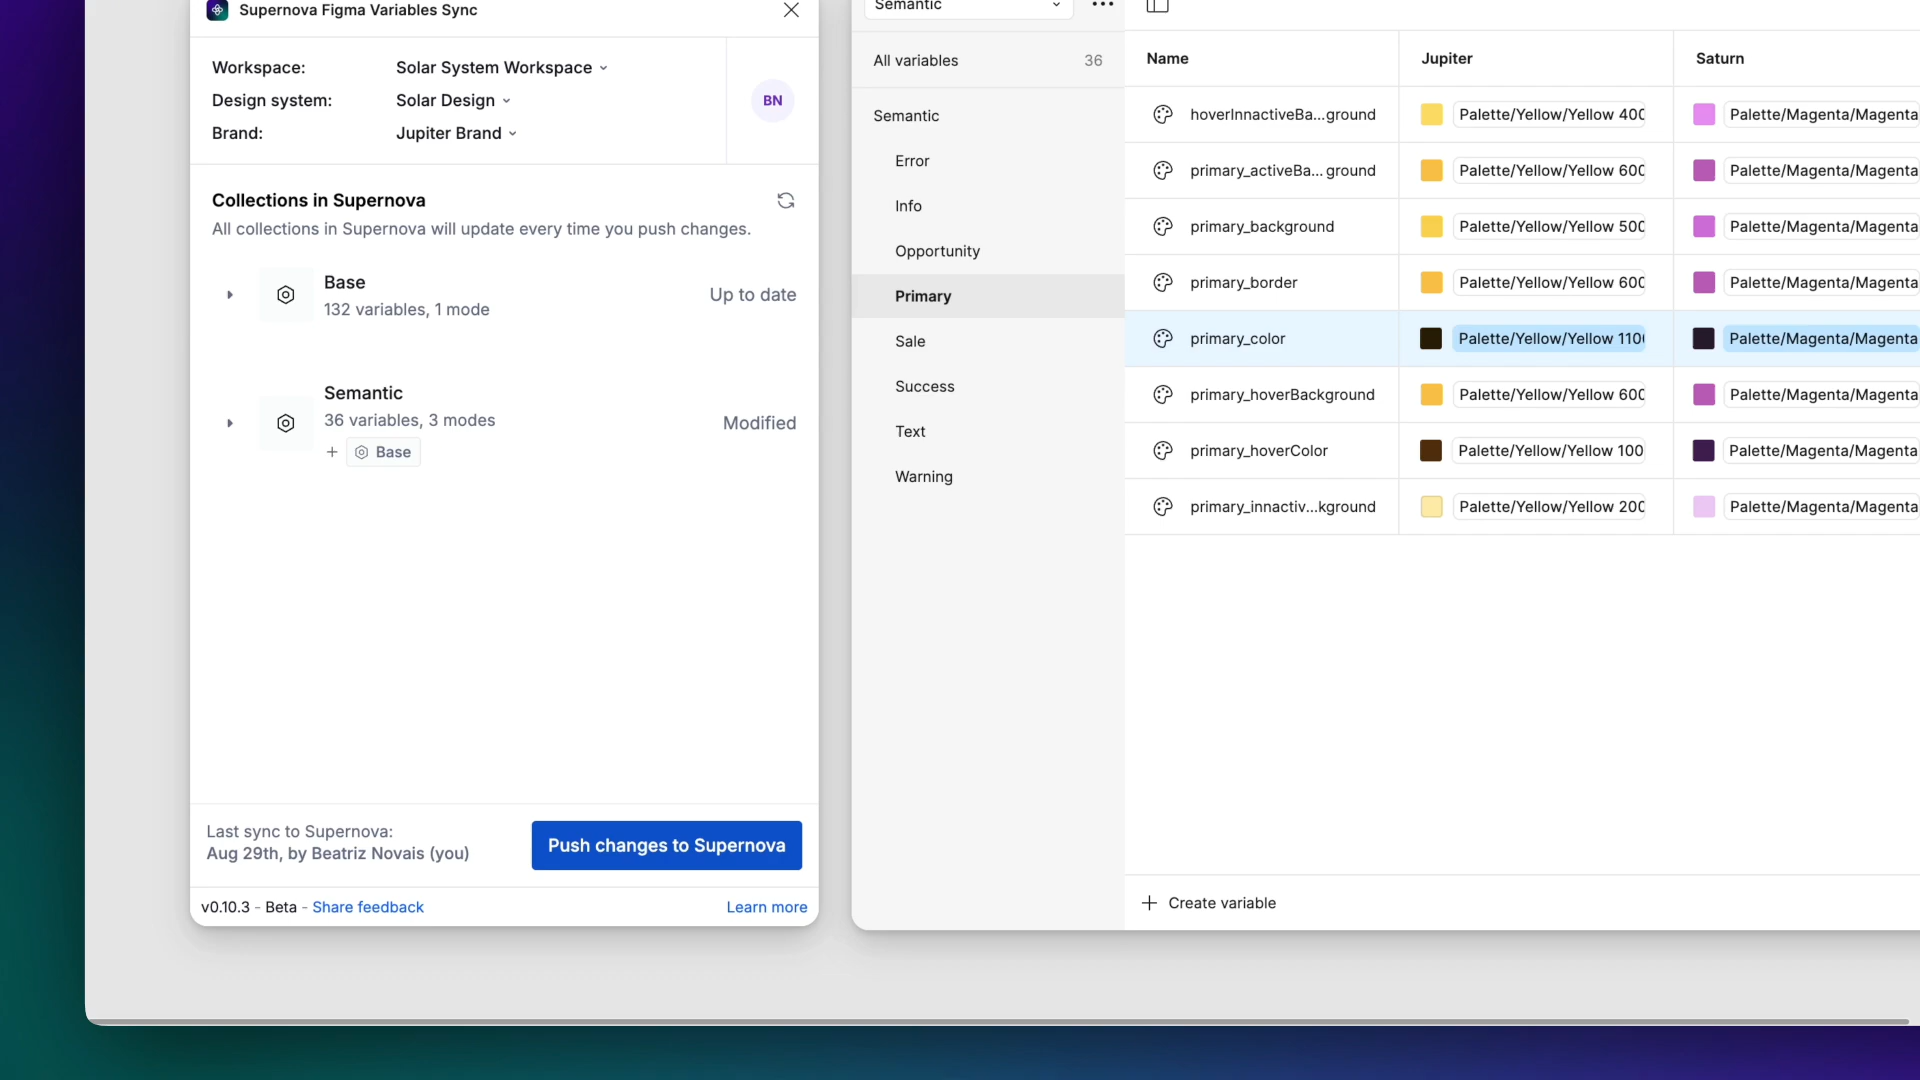 Supernova Figma Variables Sync
Workspace: Solar System Workspace
Design system: Solar Design
Brand: Jupiter Brand
BN
Collections in Supernova
All collections in Supernova will update every time you push changes.
Base
132 variables, 1 mode
Up to date
Semantic
36 variables, 3 modes
Modified
+ Base
Last sync to Supernova:
Aug 29th, by Beatriz Novais (you)
Push changes to Supernova
v0.10.3 - Beta - Share feedback
Learn more
Semantic
All variables 36
Semantic
Error
Info
Opportunity
Primary
Sale
Success
Text
Warning
Name Jupiter Saturn
hoverInnactiveBa...ground Palette/Yellow/Yellow 400 Palette/Magenta/Magenta
primary_activeBa... ground Palette/Yellow/Yellow 600 Palette/Magenta/Magenta
primary_background Palette/Yellow/Yellow 500 Palette/Magenta/Magenta
primary_border Palette/Yellow/Yellow 600 Palette/Magenta/Magenta
primary_color Palette/Yellow/Yellow 1100 Palette/Magenta/Magenta
primary_hoverBackground Palette/Yellow/Yellow 600 Palette/Magenta/Magenta
primary_hoverColor Palette/Yellow/Yellow 100 Palette/Magenta/Magenta
primary_innactiv...kground Palette/Yellow/Yellow 200 Palette/Magenta/Magenta
Create variable